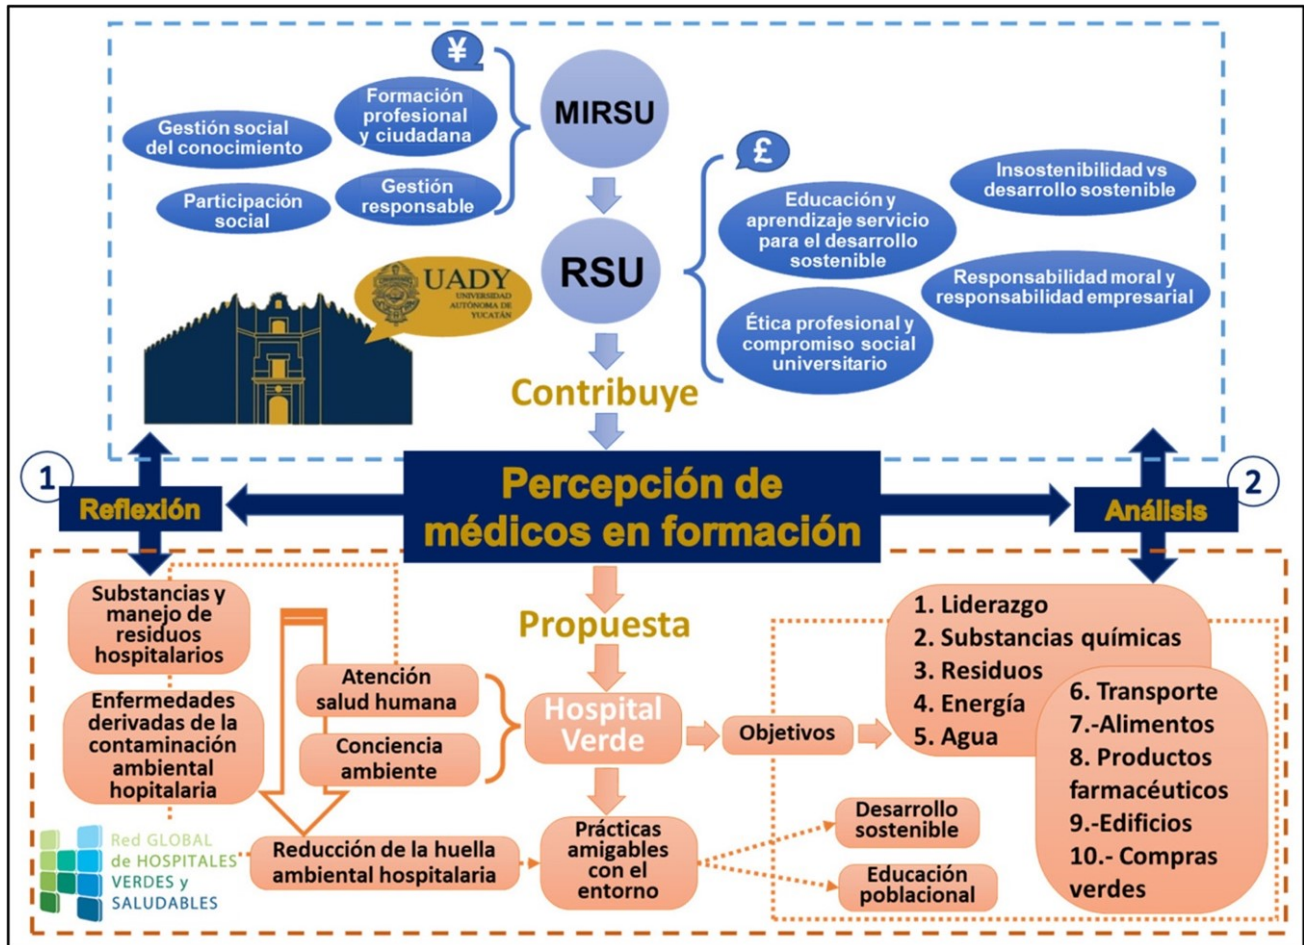 ¥
MIRSU
Formación
profesional
y ciudadana
Gestión social
del conocimiento
Participación
social
Gestión
responsable
£
RSU
Educación y
aprendizaje servicio
para el desarrollo
sostenible
Insostenibilidad vs
desarrollo sostenible
Responsabilidad moral y
responsabilidad empresarial
Ética profesional y
compromiso social
universitario
UADY
UNIVERSIDAD
AUTÓNOMA DE
YUCATÁN
Contribuye
1
Reflexión
Percepción de
médicos en formación
2
Análisis
Substancias y
manejo de
residuos
hospitalarios
Enfermedades
derivadas de la
contaminación
ambiental
hopitalaria
Atención
salud humana
Conciencia
ambiente
Propuesta
Hospital
Verde
Objetivos
1. Liderazgo
2. Substancias químicas
3. Residuos
4. Energía
5. Agua
6. Transporte
7.-Alimentos
8. Productos
farmacéuticos
9.-Edificios
10.- Compras
verdes
Red GLOBAL
de HOSPITALES
VERDES y
SALUDABLES
Reducción de la huella
ambiental hospitalaria
Prácticas
amigables
con el
entorno
Desarrollo
sostenible
Educación
poblacional